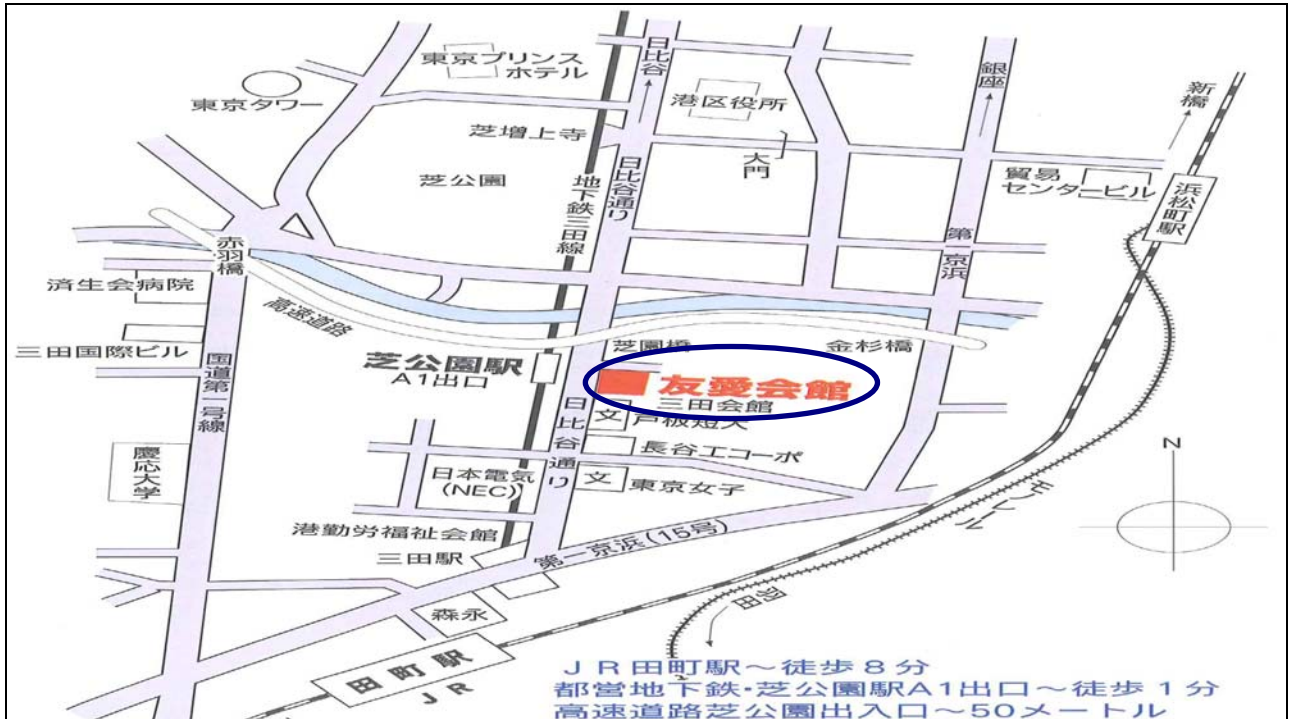 東京プリンス
ホテル
東京タワー
日比谷
港区役所
銀座
新橋
芝増上寺
大門
芝公園
地下鉄三田線
日比谷通り
貿易
センタービル
浜松町駅
第一京浜
赤羽橋
済生会病院
高速道路
三田国際ビル
国道第一号線
芝公園駅
A1出口
芝園橋
金杉橋
友愛会館
三田会館
文
戸板短大
日比谷通り
長谷工コーポ
慶応大学
日本電気
(NEC)
文
東京女子
N
モノレール
港勤労福祉会館
三田駅
第一京浜(15号)
羽田
森永
田町駅
JR
JR田町駅～徒歩8分
都営地下鉄・芝公園駅A1出口～徒歩1分
高速道路芝公園出入口～50メートル